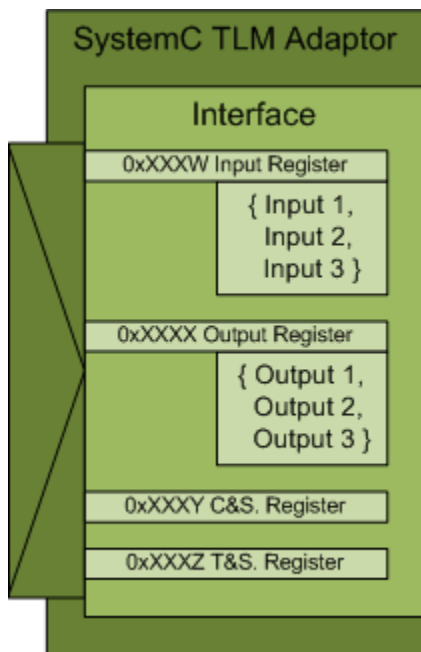 SystemC TLM Adaptor
Interface
0xXXXW Input Register
{ Input 1,
Input 2,
Input 3 }
0xXXXX Output Register
{ Output 1,
Output 2,
Output 3 }
0xXXXY C&S. Register
0xXXXZ T&S. Register